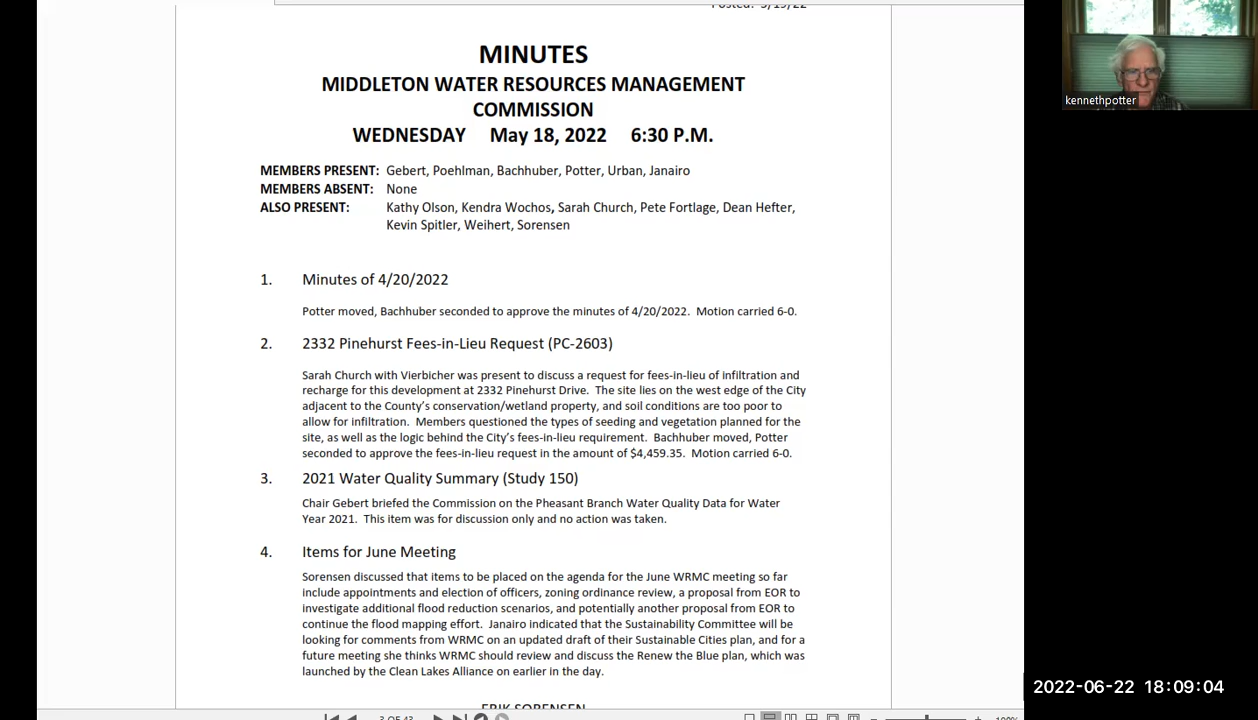 Posted: 5/19/22
MINUTES
MIDDLETON WATER RESOURCES MANAGEMENT
COMMISSION
WEDNESDAY May 18, 2022 6:30 P.M.
MEMBERS PRESENT: Gebert, Poehlman, Bachhuber, Potter, Urban, Janairo
MEMBERS ABSENT: None
ALSO PRESENT: Kathy Olson, Kendra Wochos, Sarah Church, Pete Fortlage, Dean Hefter,
Kevin Spitler, Weihert, Sorensen
1. Minutes of 4/20/2022
Potter moved, Bachhuber seconded to approve the minutes of 4/20/2022. Motion carried 6-0.
2. 2332 Pinehurst Fees-in-Lieu Request (PC-2603)
Sarah Church with Vierbicher was present to discuss a request for fees-in-lieu of infiltration and
recharge for this development at 2332 Pinehurst Drive. The site lies on the west edge of the City
adjacent to the County's conservation/wetland property, and soil conditions are too poor to
allow for infiltration. Members questioned the types of seeding and vegetation planned for the
site, as well as the logic behind the City's fees-in-lieu requirement. Bachhuber moved, Potter
seconded to approve the fees-in-lieu request in the amount of $4,459.35. Motion carried 6-0.
3. 2021 Water Quality Summary (Study 150)
Chair Gebert briefed the Commission on the Pheasant Branch Water Quality Data for Water
Year 2021. This item was for discussion only and no action was taken.
4. Items for June Meeting
Sorensen discussed that items to be placed on the agenda for the June WRMC meeting so far
include appointments and election of officers, zoning ordinance review, a proposal from EOR to
investigate additional flood reduction scenarios, and potentially another proposal from EOR to
continue the flood mapping effort. Janairo indicated that the Sustainability Committee will be
looking for comments from WRMC on an updated draft of their Sustainable Cities plan, and for a
future meeting she thinks WRMC should review and discuss the Renew the Blue plan, which was
launched by the Clean Lakes Alliance on earlier in the day.
ERIK SORENSEN
3 OF 43
100%
kennethpotter
2022-06-22 18:09:04